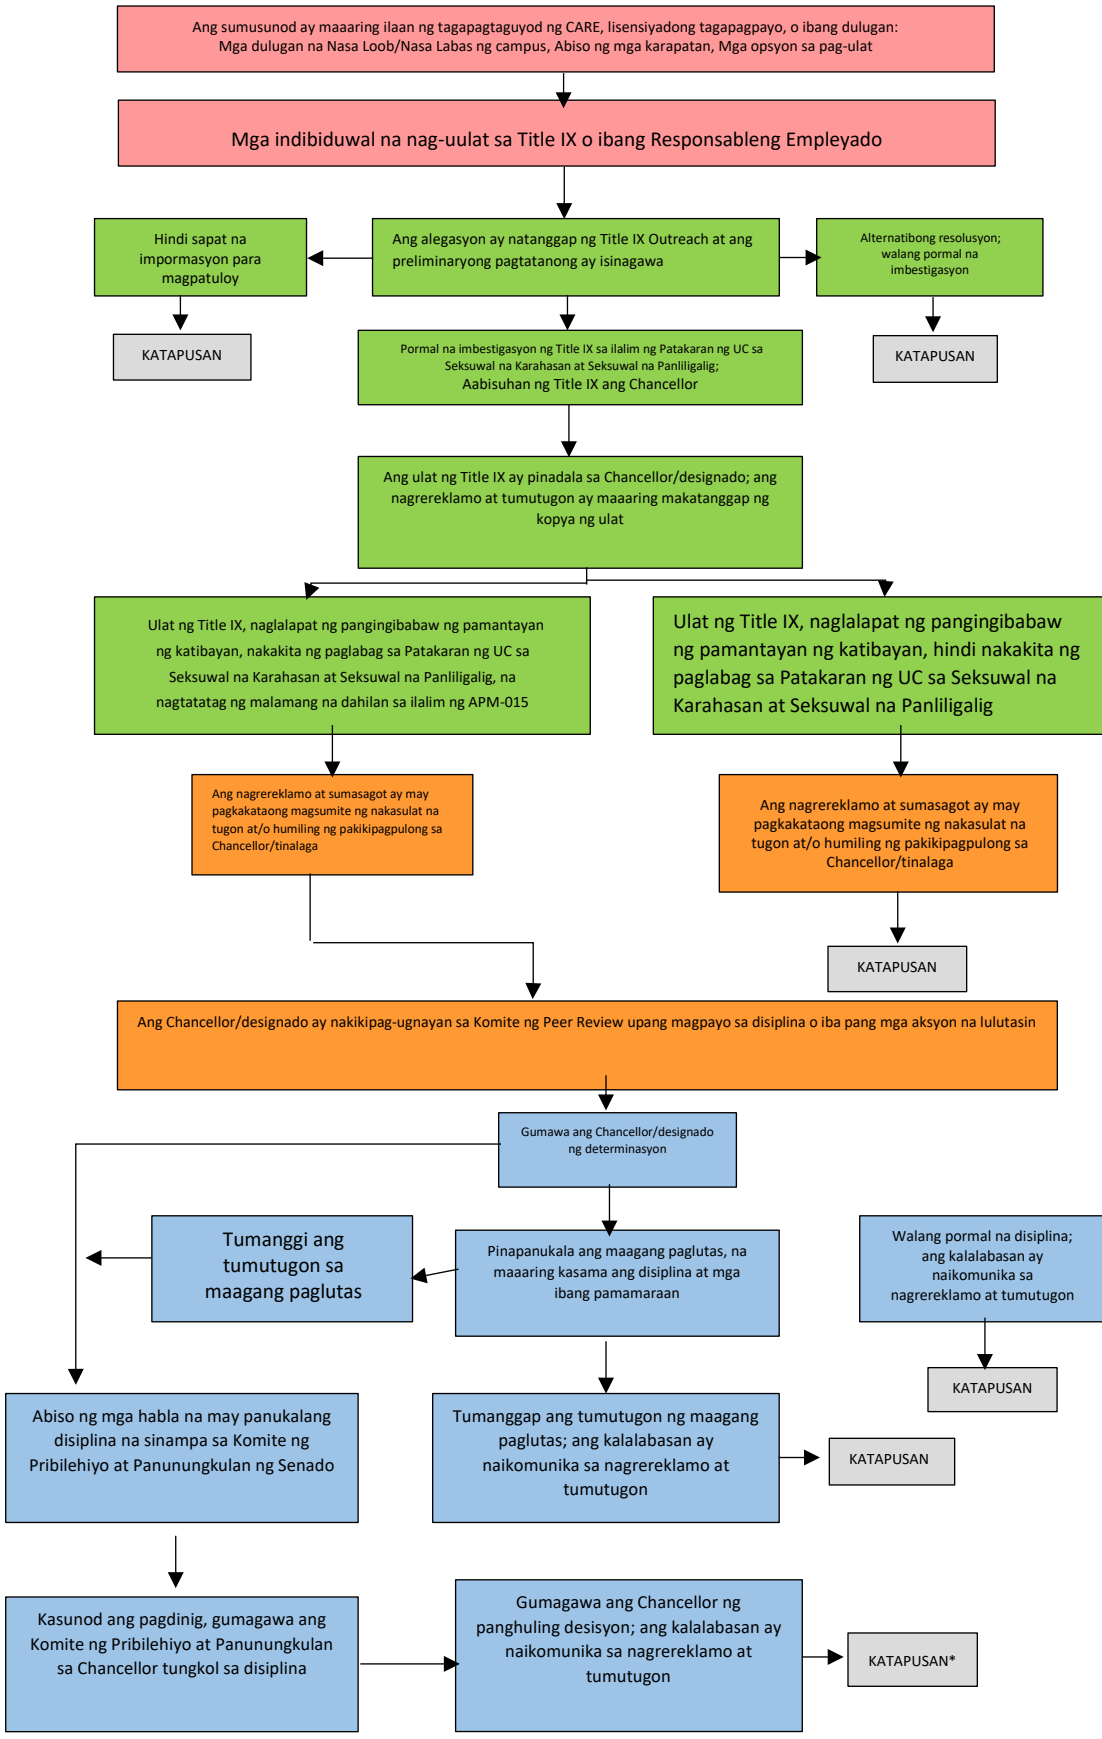 Ang sumusunod ay maaaring ilaan ng tagapagtaguyod ng CARE, lisensiyadong tagapagpayo, o ibang dulugan:
Mga dulugan na Nasa Loob/Nasa Labas ng campus, Abiso ng mga karapatan, Mga opsyon sa pag-ulat
Mga indibiduwal na nag-uulat sa Title IX o ibang Responsableng Empleyado
Hindi sapat na
impormasyon para
magpatuloy
Ang alegasyon ay natanggap ng Title IX Outreach at ang
preliminaryong pagtatanong ay isinagawa
Alternatibong resolusyon;
walang pormal na
imbestigasyon
KATAPUSAN
Pormal na imbestigasyon ng Title IX sa ilalim ng Patakaran ng UC sa
Seksuwal na Karahasan at Seksuwal na Panliligalig;
Aabisuhan ng Title IX ang Chancellor
KATAPUSAN
Ang ulat ng Title IX ay pinadala sa Chancellor/designado; ang
nagrereklamo at tumutugon ay maaaring makatanggap ng
kopya ng ulat
Ulat ng Title IX, naglalapat ng pangingibabaw ng pamantayan
ng katibayan, nakakita ng paglabag sa Patakaran ng UC sa
Seksuwal na Karahasan at Seksuwal na Panliligalig, na
nagtatatag ng malamang na dahilan sa ilalim ng APM-015
Ulat ng Title IX, naglalapat ng pangingibabaw
ng pamantayan ng katibayan, hindi nakakita ng
paglabag sa Patakaran ng UC sa Seksuwal na
Karahasan at Seksuwal na Panliligalig
Ang nagrereklamo at sumasagot ay may
pagkakataong magsumite ng nakasulat na
tugon at/o humiling ng pakikipagpulong sa
Chancellor/tinalaga
Ang nagrereklamo at sumasagot ay may
pagkakataong magsumite ng nakasulat na
tugon at/o humiling ng pakikipagpulong sa
Chancellor/tinalaga
KATAPUSAN
Ang Chancellor/designado ay nakikipag-ugnayan sa Komite ng Peer Review upang magpayo sa disiplina o iba pang mga aksyon na lulutasin
Gumawa ang Chancellor/designado
ng determinasyon
Tumanggi ang
tumutugon sa
maagang paglutas
Pinapanukala ang maagang paglutas, na
maaaring kasama ang disiplina at mga
ibang pamamaraan
Walang pormal na disiplina;
ang kalalabasan ay
naikomunika sa
nagrereklamo at tumutugon
KATAPUSAN
Abiso ng mga habla na may panukalang
disiplina na sinampa sa Komite ng
Pribilehiyo at Panunungkulan ng Senado
Tumanggap ang tumutugon ng maagang
paglutas; ang kalalabasan ay
naikomunika sa nagrereklamo at
tumutugon
KATAPUSAN
Kasunod ang pagdinig, gumagawa ang
Komite ng Pribilehiyo at Panunungkulan
sa Chancellor tungkol sa disiplina
Gumagawa ang Chancellor ng
panghuling desisyon; ang kalalabasan ay
naikomunika sa nagrereklamo at
tumutugon
KATAPUSAN*